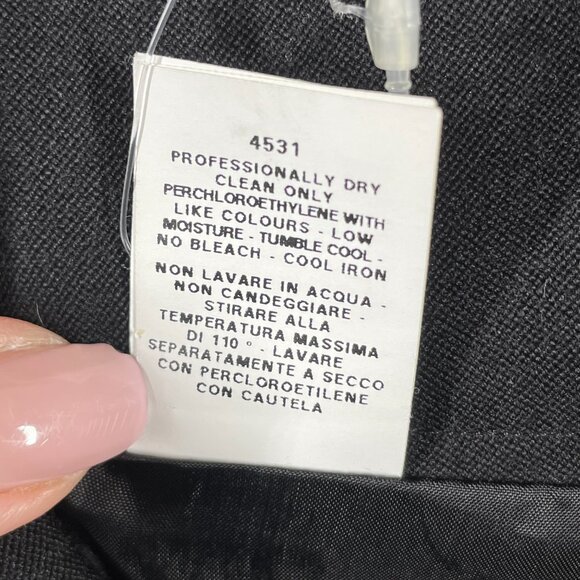 4531
PROFESSIONALLY DRY
CLEAN ONLY
PERCHLOROETHYLENE WITH
LIKE COLOURS - LOW
MOISTURE - TUMBLE COOL -
NO BLEACH - COOL IRON
NON LAVARE IN ACQUA -
NON CANDEGGIARE -
STIRARE ALLA
TEMPERATURA MASSIMA
DI 110 ° - LAVARE
SEPARATAMENTE A SECCO
CON PERCLOROETILENE
CON CAUTELA